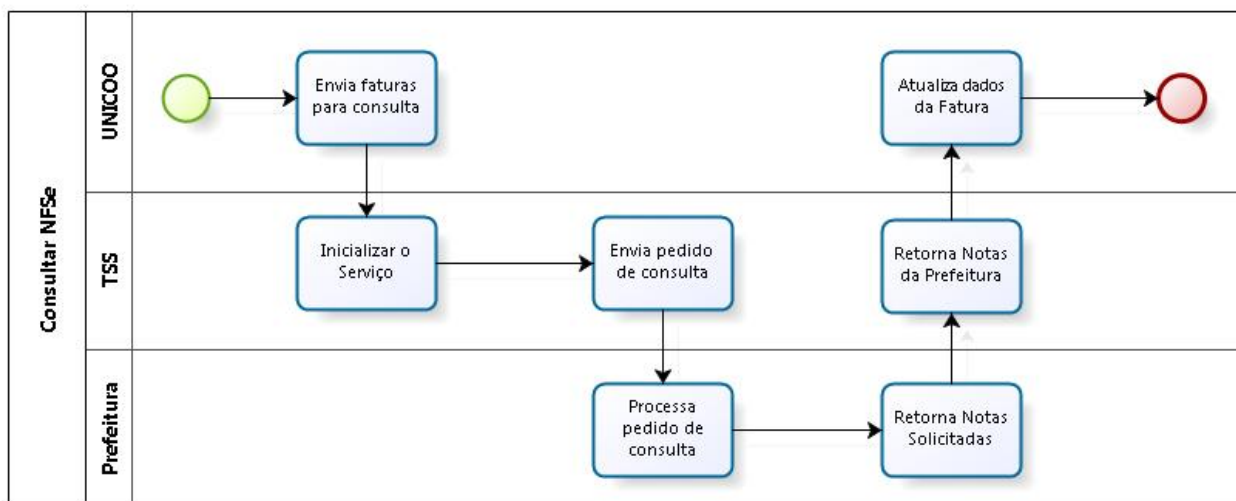 Consultar NFSe
UNICOO
Envia faturas
para consulta
Atualiza dados
da Fatura
TSS
Inicializar o
Serviço
Envia pedido
de consulta
Retorna Notas
da Prefeitura
Prefeitura
Processa
pedido de
consulta
Retorna Notas
Solicitadas